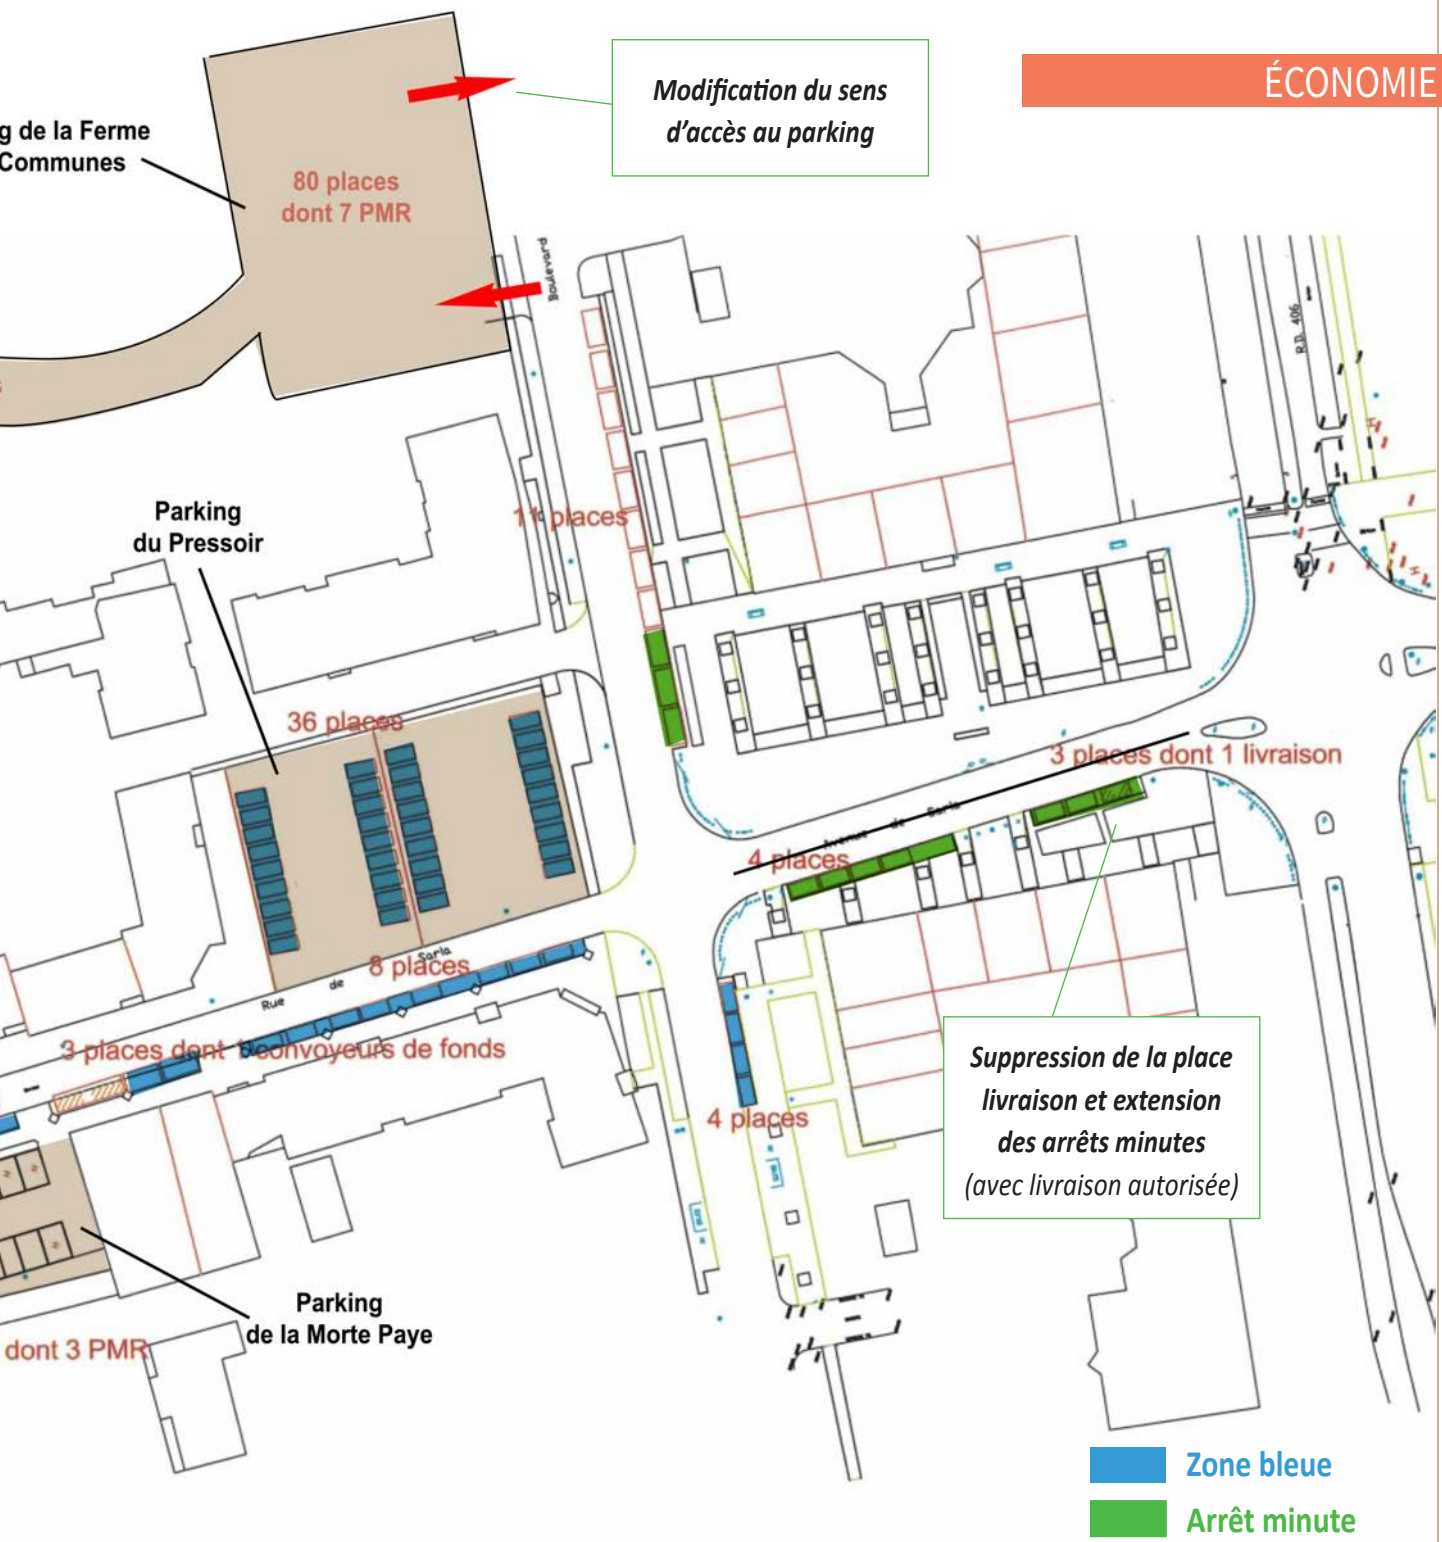 ÉCONOMIE
Modification du sens
d’accès au parking
g de la Ferme
Communes
80 places
dont 7 PMR
Boulevard
R.D. 406
Parking
du Pressoir
11 places
36 places
3 places dont 1 livraison
Avenue de Sarla
4 places
8 places
Rue de Sarla
3 places dont 1 convoyeurs de fonds
4 places
Suppression de la place
livraison et extension
des arrêts minutes
(avec livraison autorisée)
Parking
de la Morte Paye
dont 3 PMR
Zone bleue
Arrêt minute